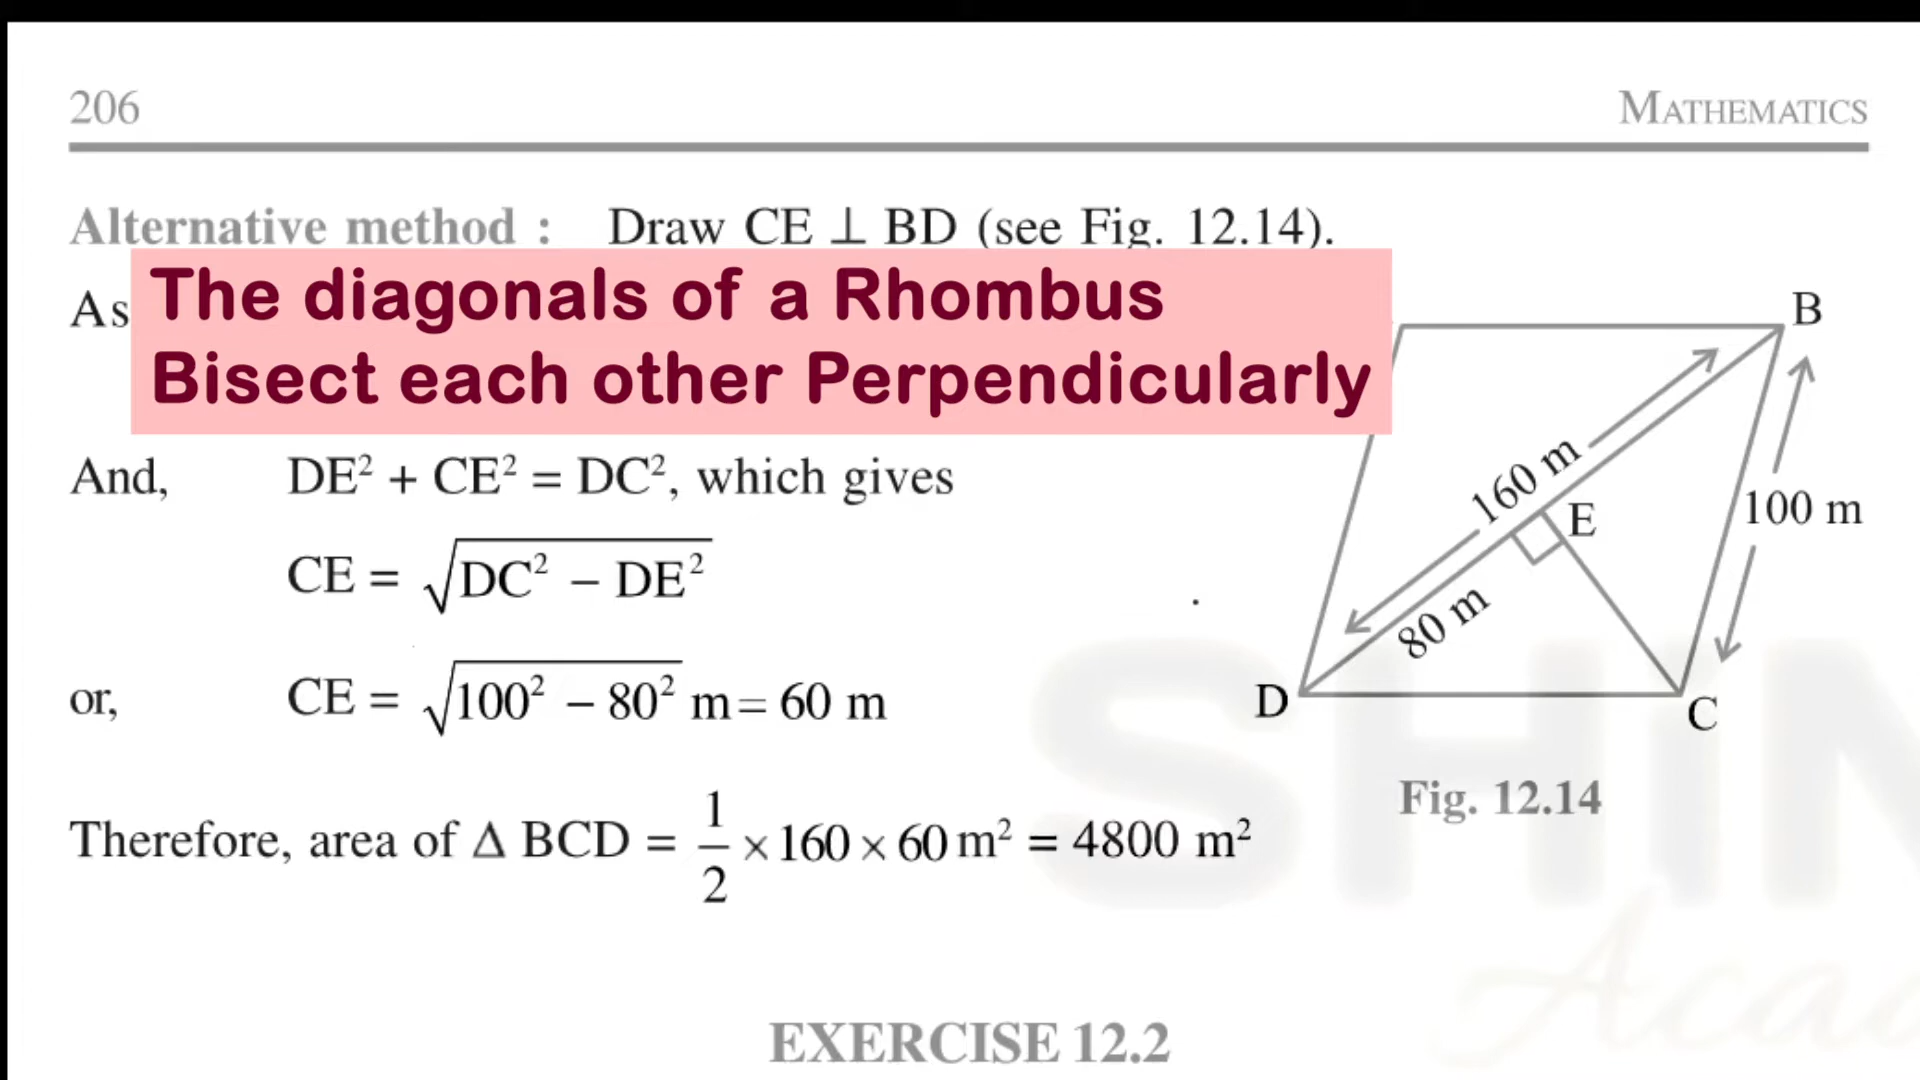 206
MATHEMATICS
Alternative method : Draw CE ⊥ BD (see Fig. 12.14).
As
The diagonals of a Rhombus
Bisect each other Perpendicularly
And, DE² + CE² = DC², which gives
CE = √DC² – DE²
or, CE = √100² – 80² m = 60 m
Therefore, area of Δ BCD = 1/2 × 160 × 60 m² = 4800 m²
B
160 m
E
100 m
80 m
D
C
Fig. 12.14
SHIN
Aca
EXERCISE 12.2